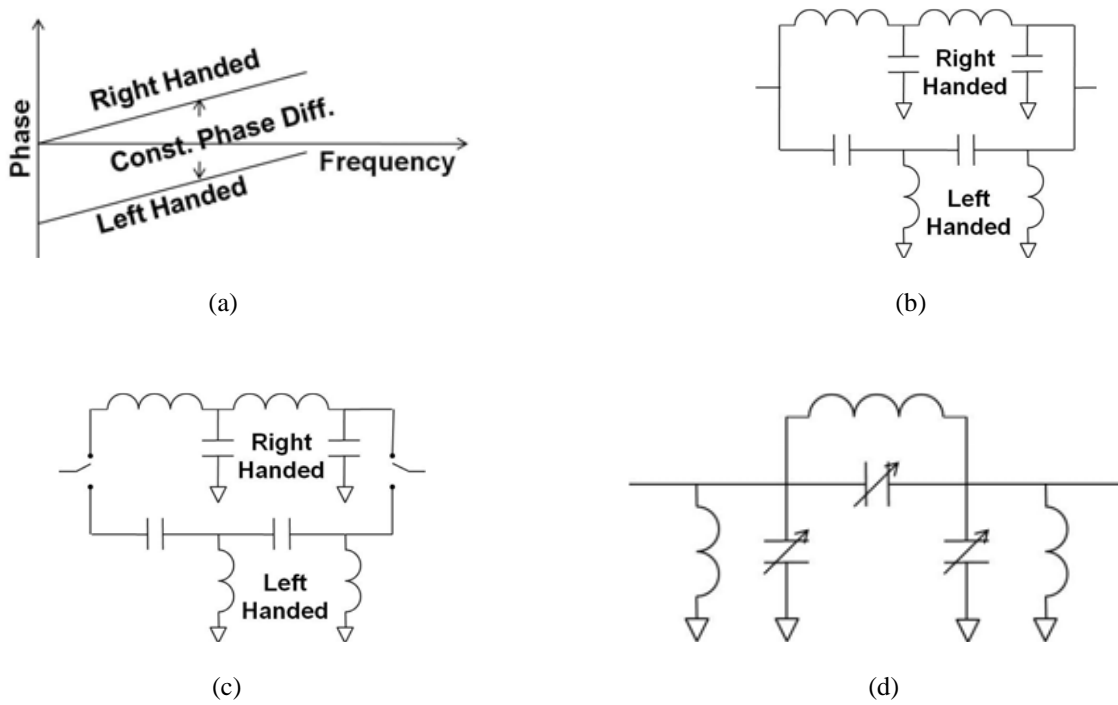 Phase
Right Handed
Const. Phase Diff.
Frequency
Left Handed
(a)
Right
Handed
Left
Handed
(b)
Right
Handed
Left
Handed
(c)
(d)